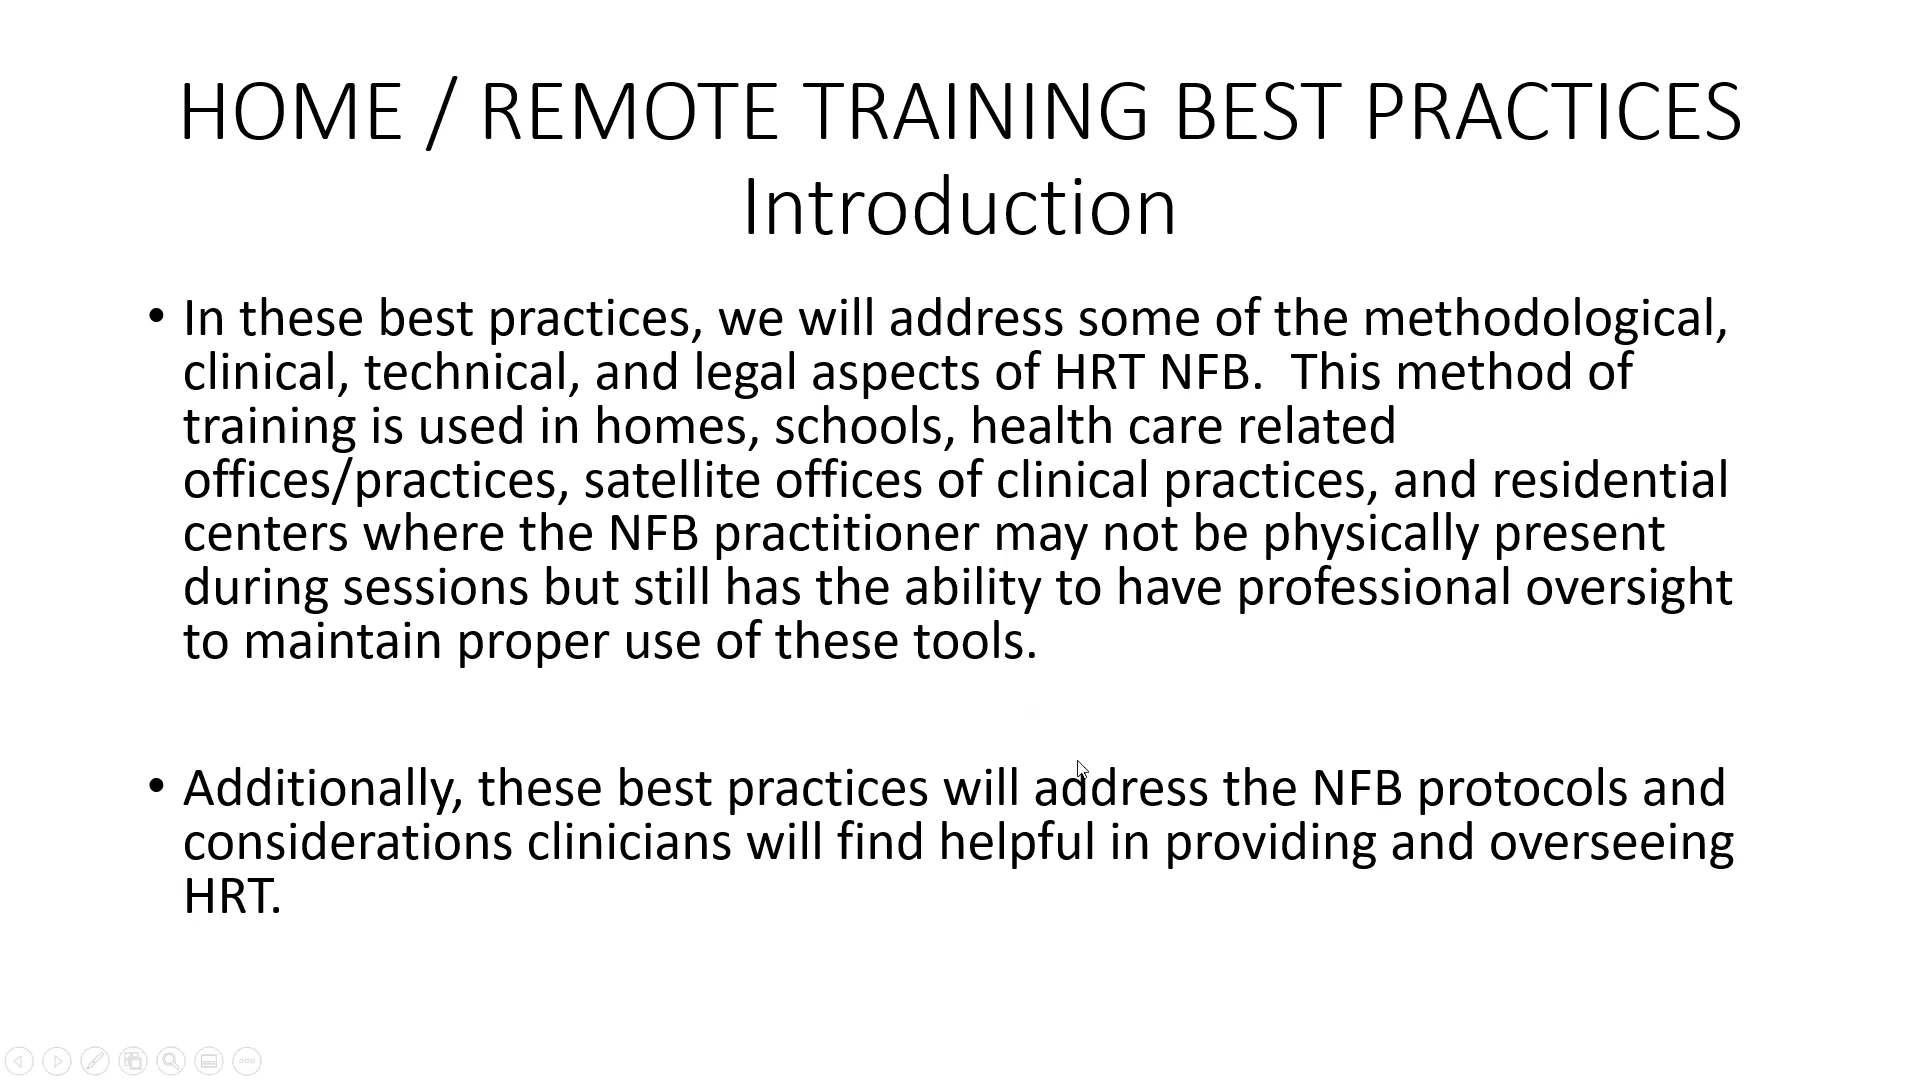 HOME / REMOTE TRAINING BEST PRACTICES
Introduction
• In these best practices, we will address some of the methodological,
clinical, technical, and legal aspects of HRT NFB.  This method of
training is used in homes, schools, health care related
offices/practices, satellite offices of clinical practices, and residential
centers where the NFB practitioner may not be physically present
during sessions but still has the ability to have professional oversight
to maintain proper use of these tools.
• Additionally, these best practices will address the NFB protocols and
considerations clinicians will find helpful in providing and overseeing
HRT.